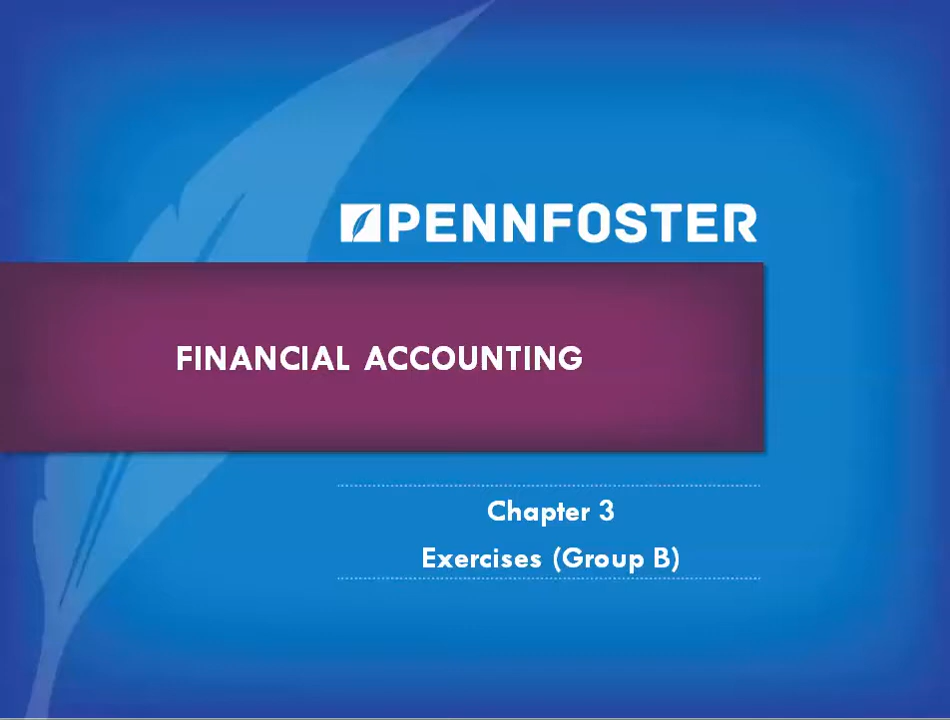 PENNFOSTER
FINANCIAL ACCOUNTING
Chapter 3
Exercises (Group B)